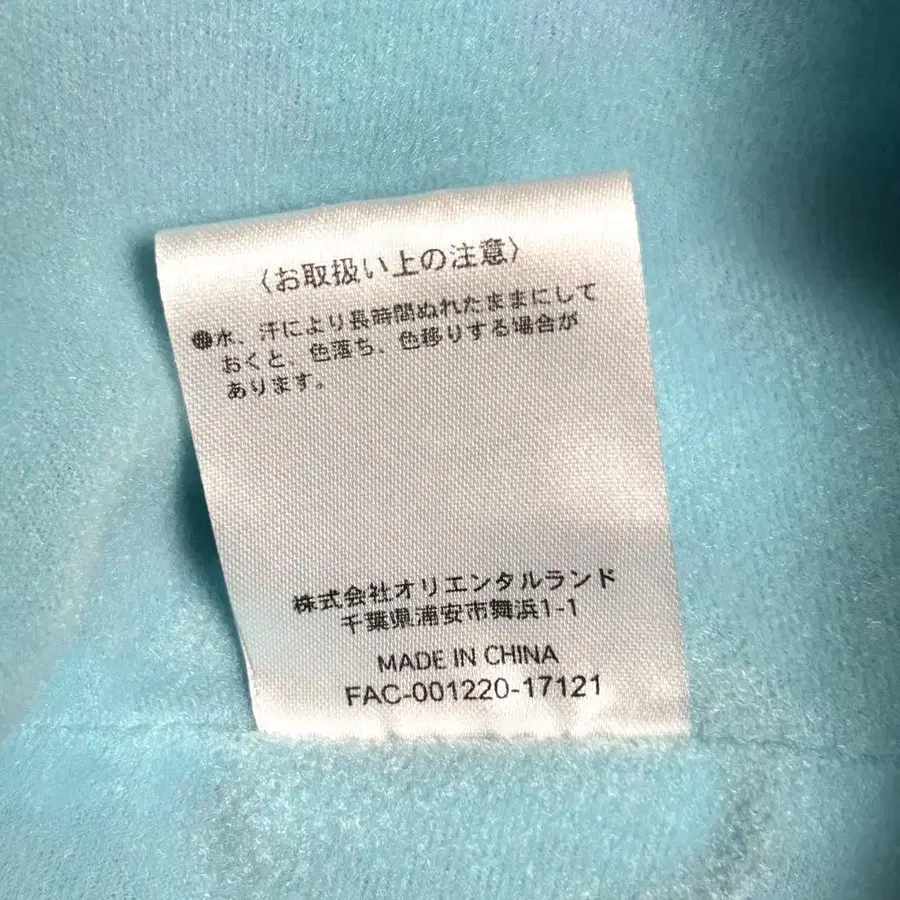 〈お取扱い上の注意〉
●水、汗により長時間ぬれたままにして
おくと、色落ち、色移りする場合が
あります。
株式会社オリエンタルランド
千葉県浦安市舞浜1-1
MADE IN CHINA
FAC-001220-17121